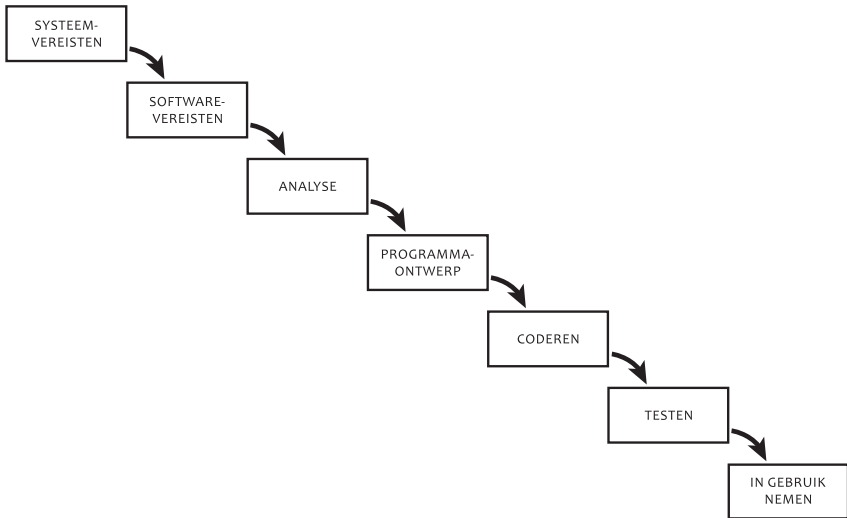 SYSTEEM-
VEREISTEN
SOFTWARE-
VEREISTEN
ANALYSE
PROGRAMMA-
ONTWERP
CODEREN
TESTEN
IN GEBRUIK
NEMEN